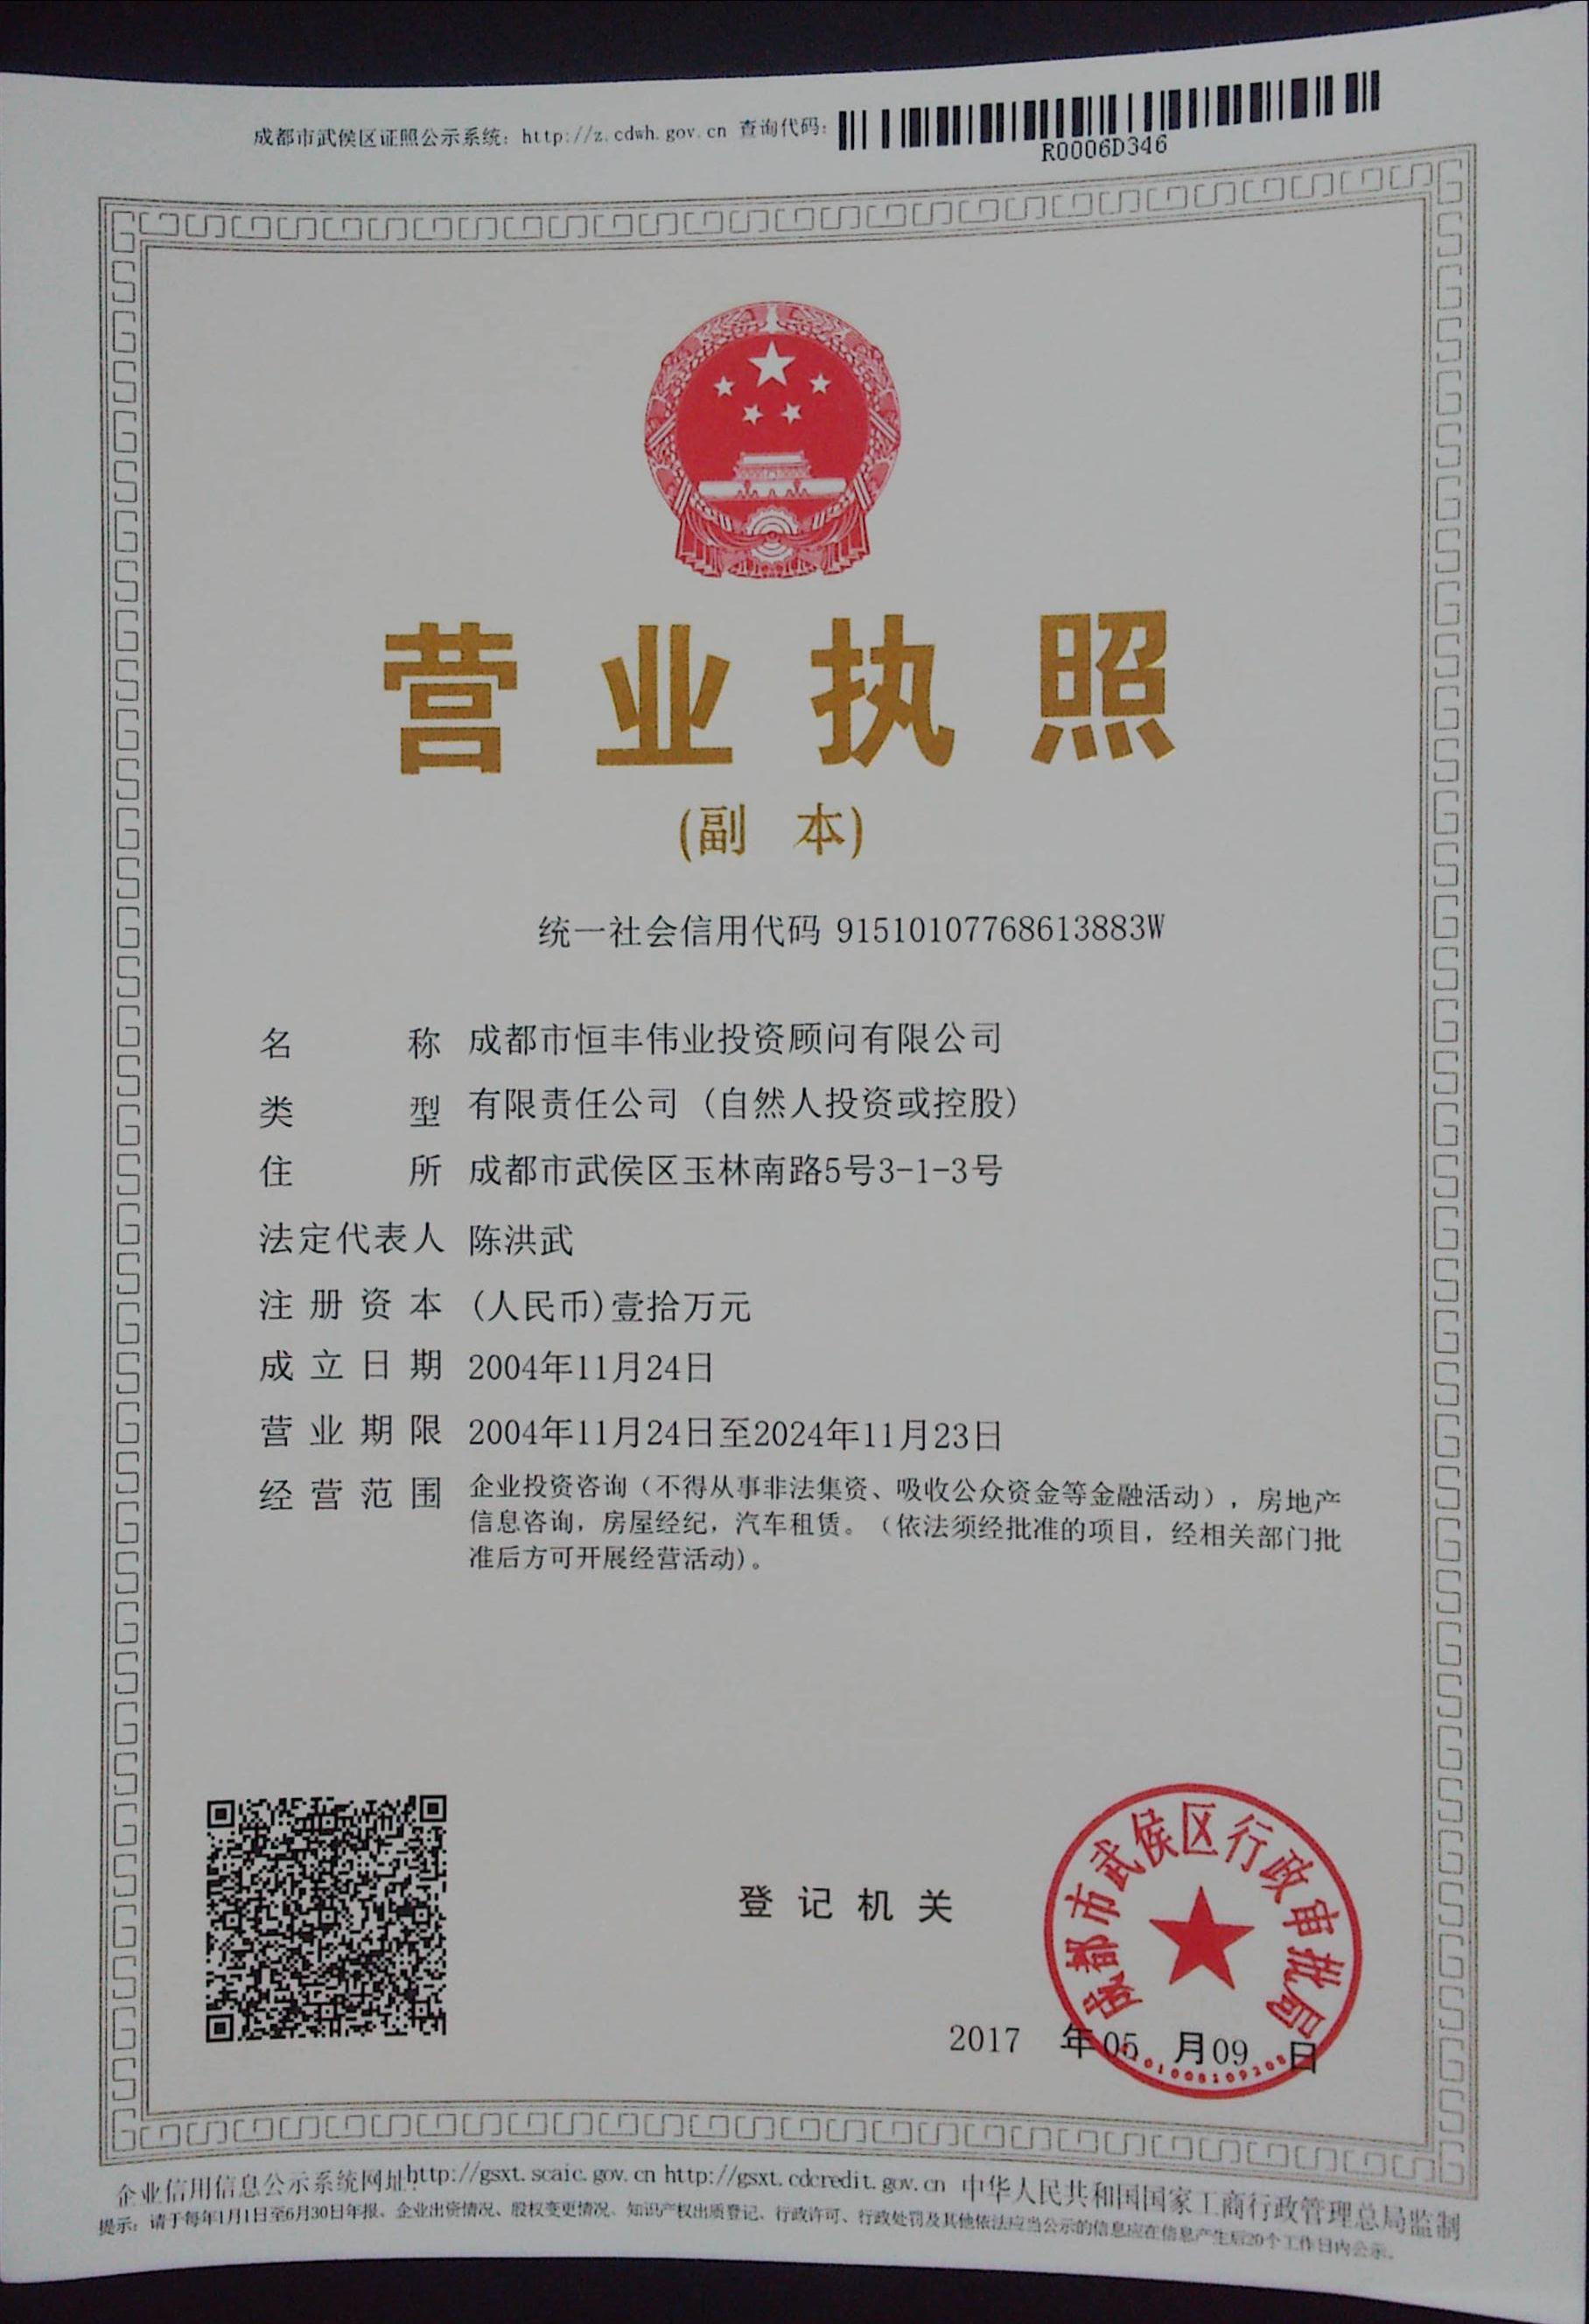 成都市武侯区证照公示系统：http://z.cdwh.gov.cn 查询代码：
R0006D346
营业执照
(副 本)
统一社会信用代码 91510107768613883W
名 称 成都市恒丰伟业投资顾问有限公司
类 型 有限责任公司（自然人投资或控股）
住 所 成都市武侯区玉林南路5号3-1-3号
法定代表人 陈洪武
注册资本 (人民币)壹拾万元
成立日期 2004年11月24日
营业期限 2004年11月24日至2024年11月23日
经营范围 企业投资咨询（不得从事非法集资、吸收公众资金等金融活动），房地产
信息咨询，房屋经纪，汽车租赁。（依法须经批准的项目，经相关部门批
准后方可开展经营活动）。
成都市武侯区行政审批局
登记机关
2017 年05 月09 日
企业信用信息公示系统网址:http://gsxt.scaic.gov.cn http://gsxt.cdcredit.gov.cn 中华人民共和国国家工商行政管理总局监制
提示：请于每年1月1日至6月30日年报、企业出资情况、股权变更情况、知识产权出质登记、行政许可、行政处罚及其他依法应当公示的信息应在信息产生后20个工作日内公示。